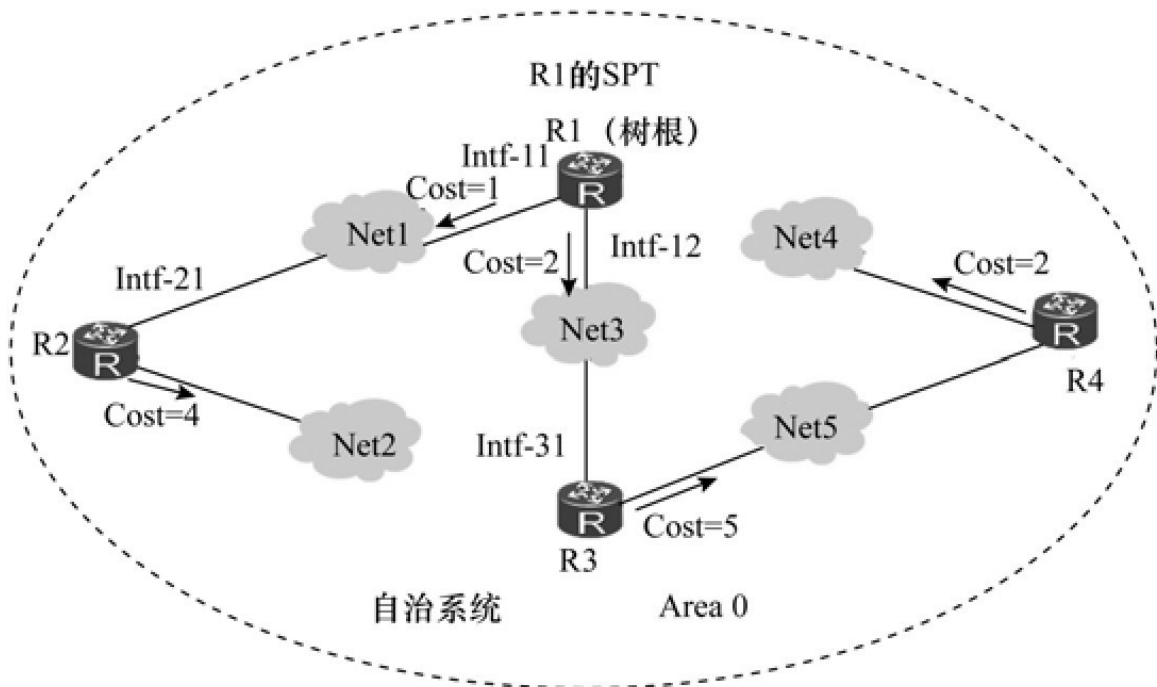 R1的SPT
R1（树根）
Intf-11
Cost=1
Net1
Intf-12
Cost=2
Net4
Cost=2
Intf-21
Net3
R2
R
R
R
R4
Cost=4
Net2
Net5
Intf-31
R
Cost=5
R3
自治系统
Area 0